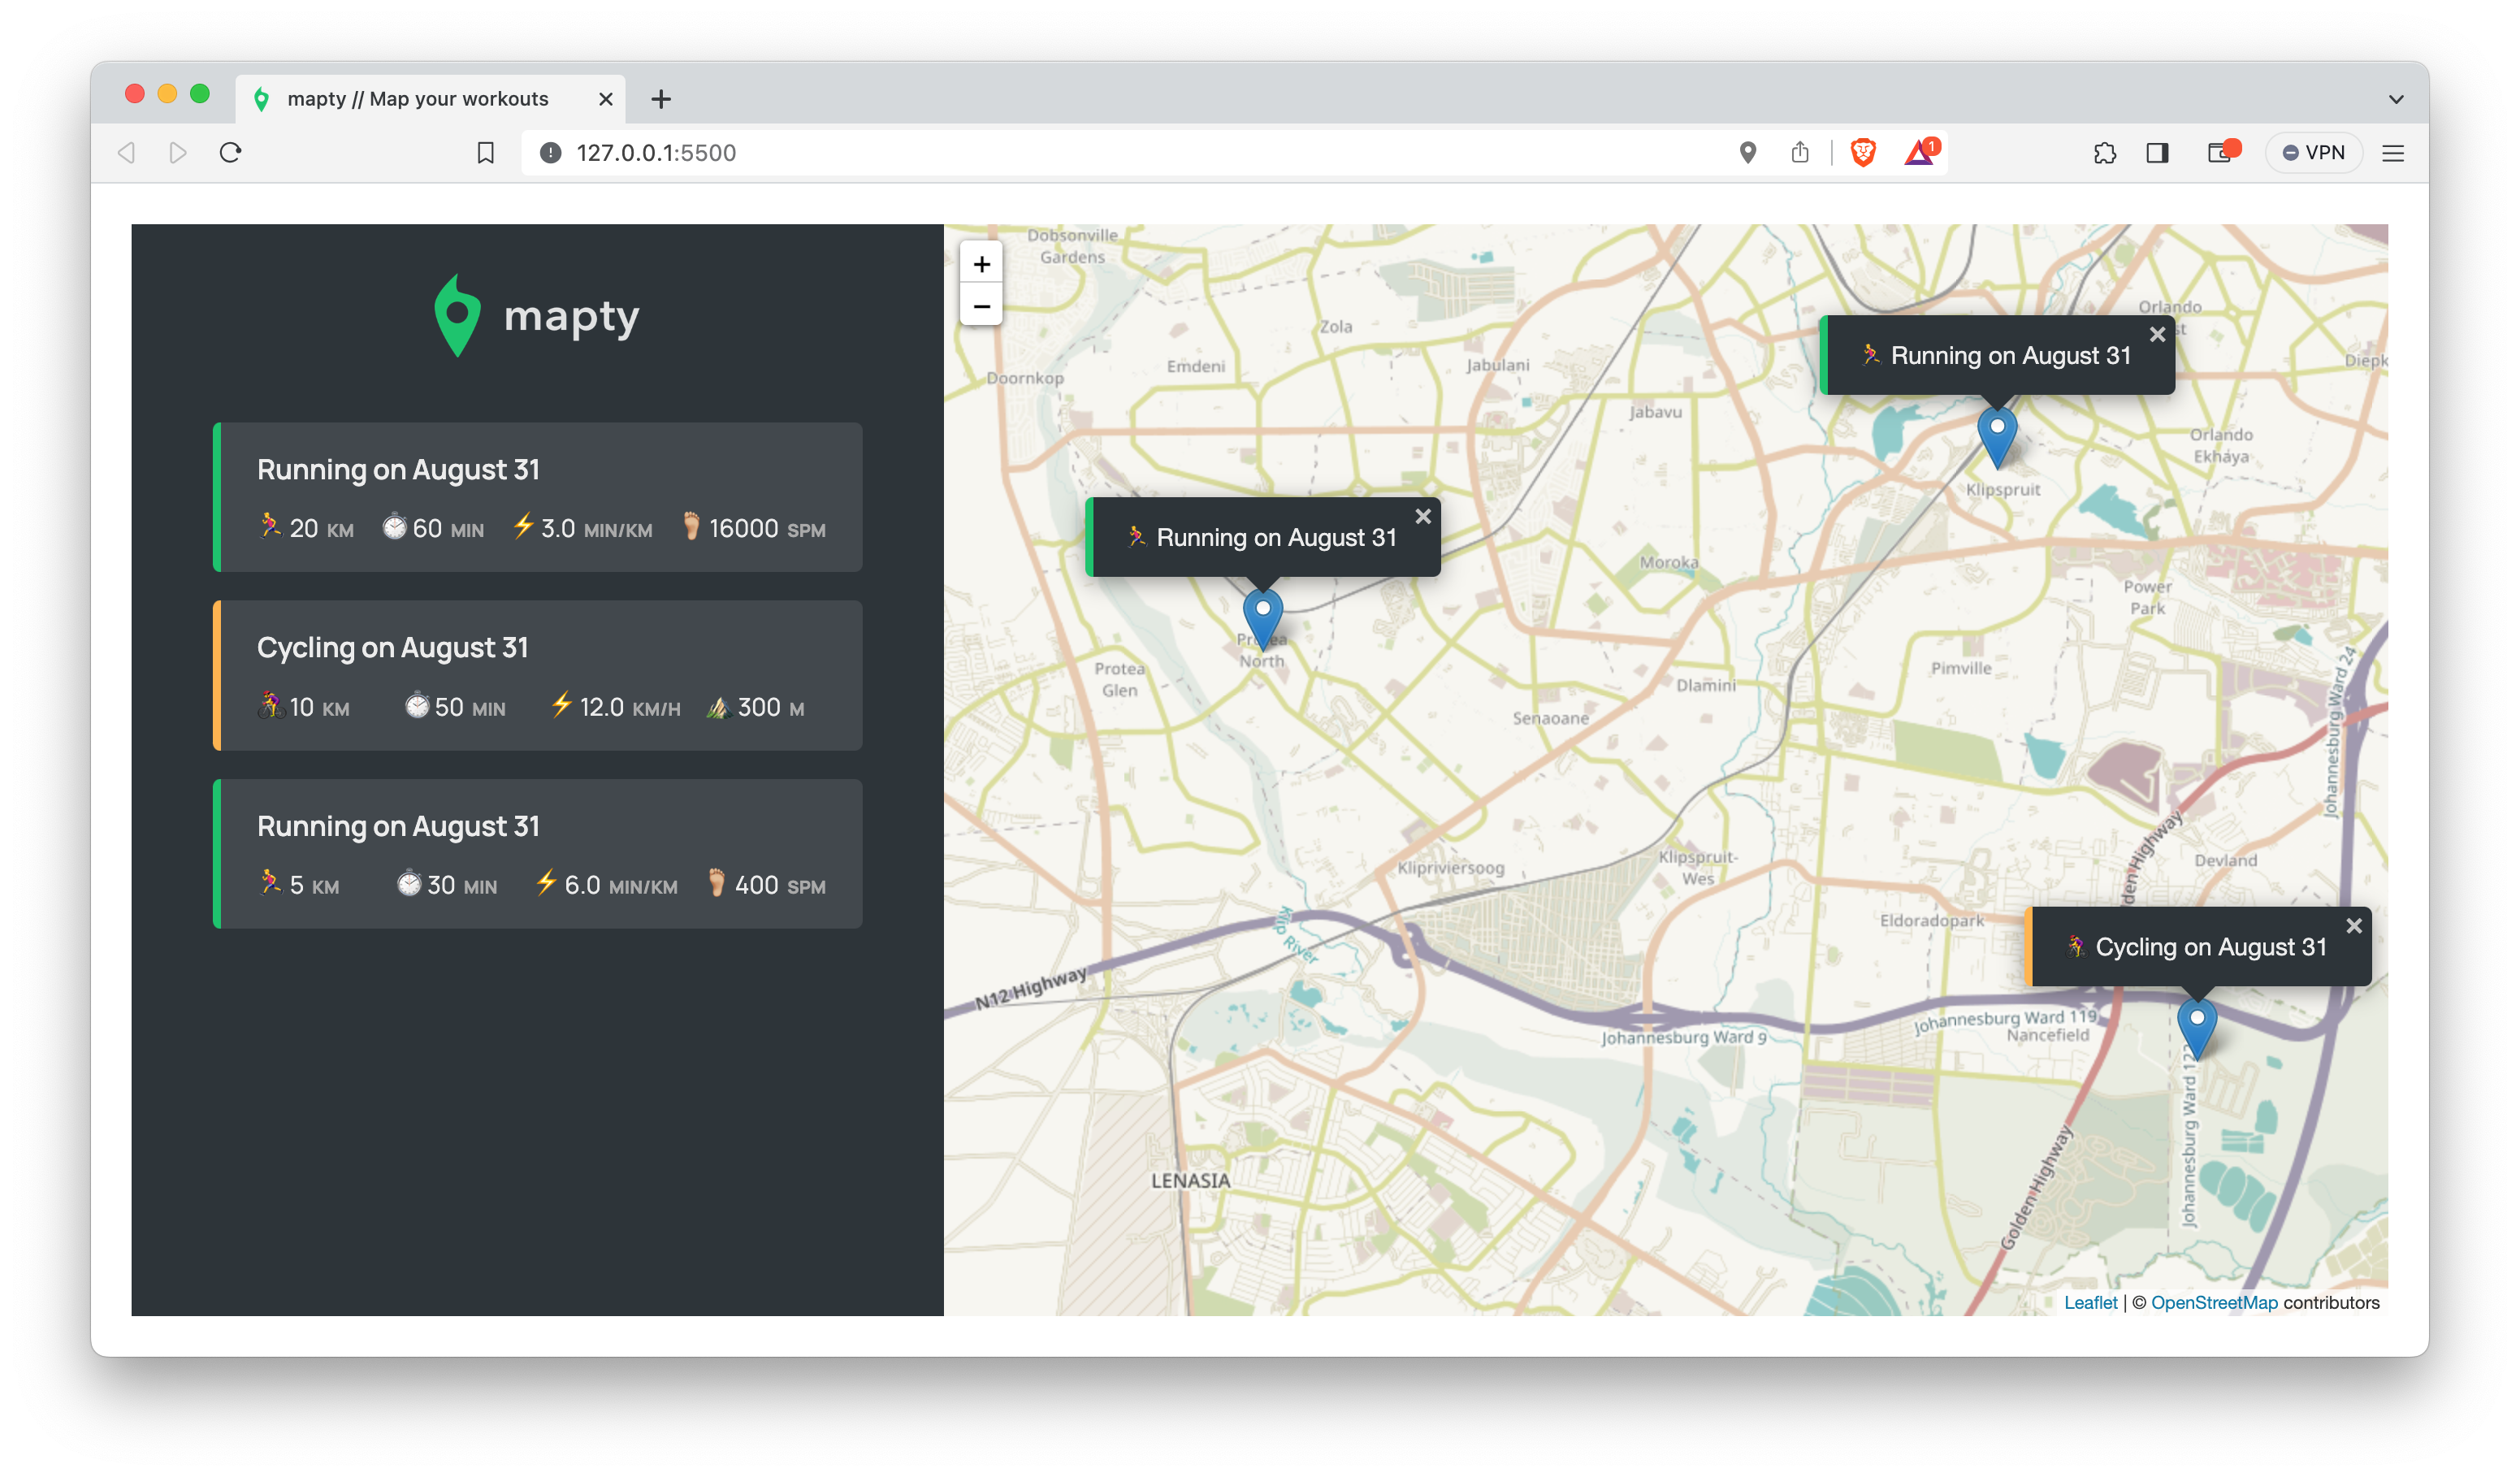 mapty // Map your workouts
127.0.0.1:5500
1
VPN
mapty
Running on August 31
20 KM 60 MIN 3.0 MIN/KM 16000 SPM
Cycling on August 31
10 KM 50 MIN 12.0 KM/H 300 M
Running on August 31
5 KM 30 MIN 6.0 MIN/KM 400 SPM
+
−
Dobsonville
Gardens
Zola
Emdeni
Jabulani
Doornkop
Jabavu
Orlando
Running on August 31
Diepk
Orlando
Ekhaya
Klipspruit
Running on August 31
Moroka
Power
Park
Protea
North
Protea
Glen
Dlamini
Pimville
Senaoane
Johannesburg Ward 24
Klipriviersoog
Klipspruit-
Wes
Devland
den Highway
Eldoradopark
Cycling on August 31
Klip River
N12 Highway
Johannesburg Ward 9
Johannesburg Ward 119
Nancefield
Johannesburg Ward 122
Golden Highway
LENASIA
Leaflet | © OpenStreetMap contributors